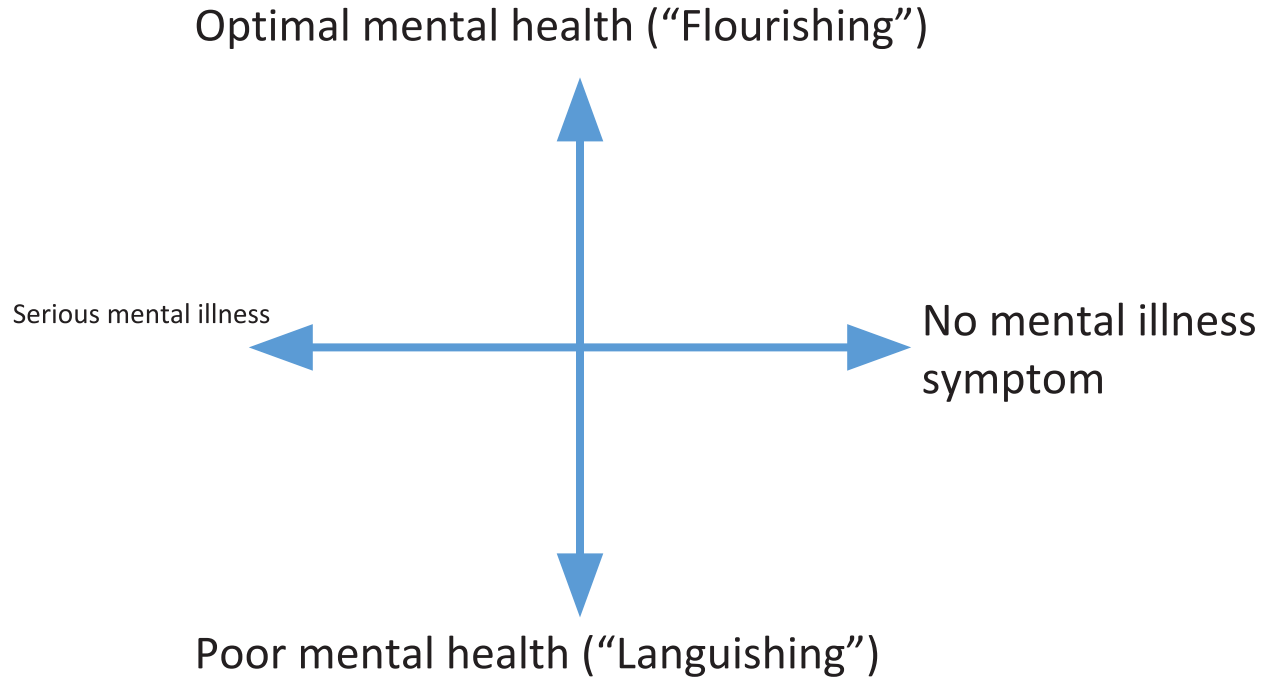 Optimal mental health (“Flourishing”)
Serious mental illness
No mental illness
symptom
Poor mental health (“Languishing”)